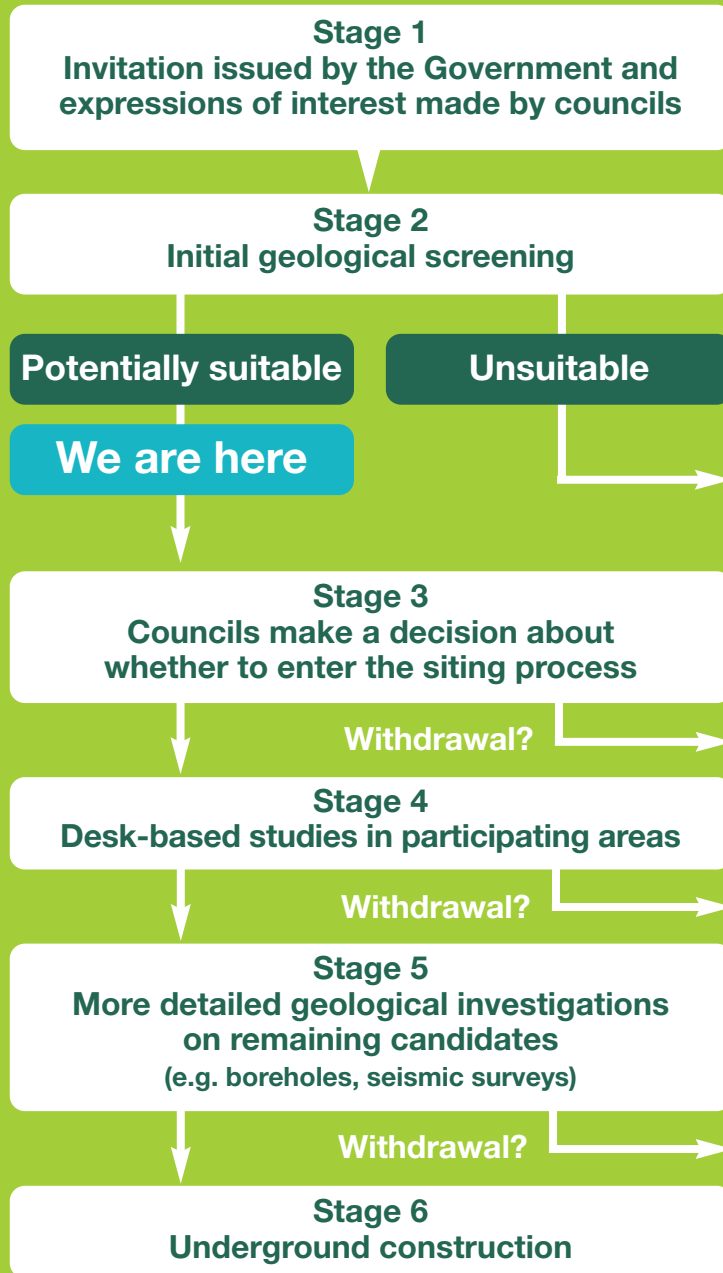 Stage 1
Invitation issued by the Government and
expressions of interest made by councils
Stage 2
Initial geological screening
Potentially suitable
Unsuitable
We are here
Stage 3
Councils make a decision about
whether to enter the siting process
Withdrawal?
Stage 4
Desk-based studies in participating areas
Withdrawal?
Stage 5
More detailed geological investigations
on remaining candidates
(e.g. boreholes, seismic surveys)
Withdrawal?
Stage 6
Underground construction